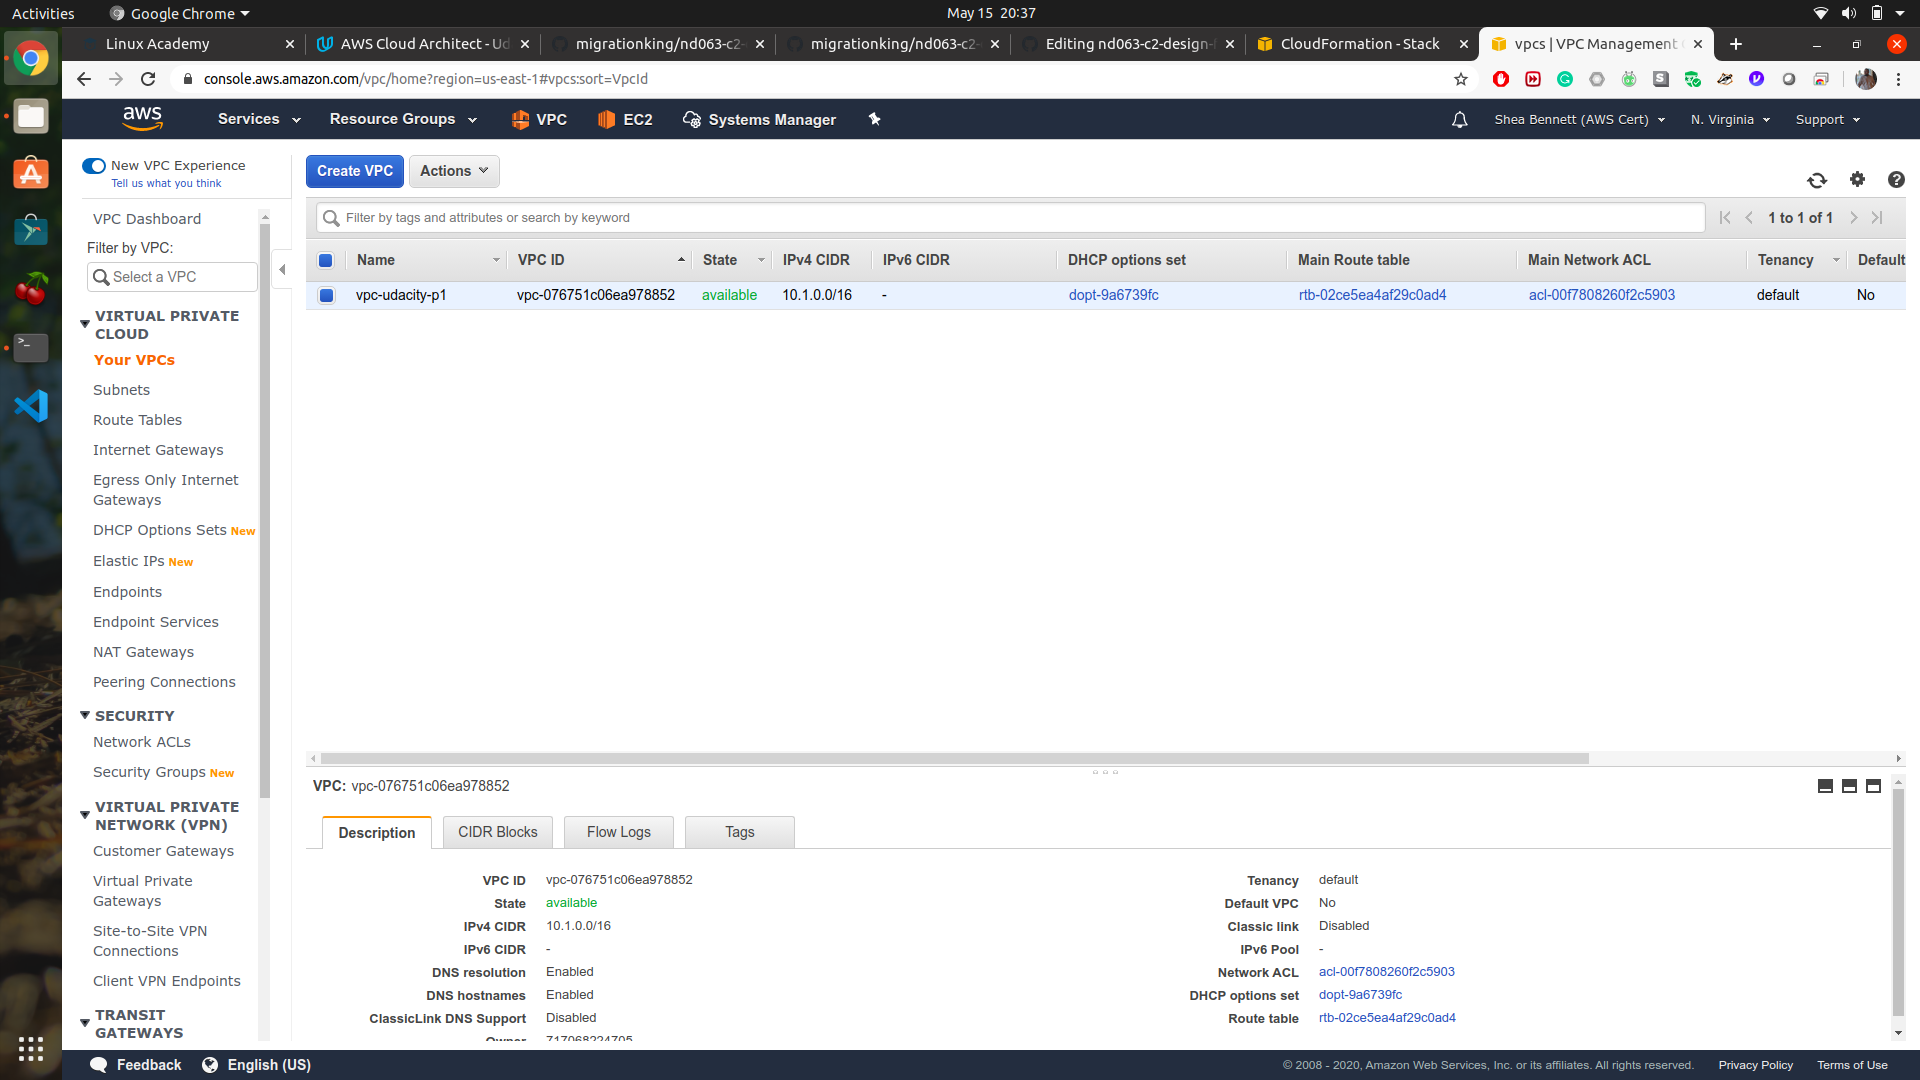 Activities
Google Chrome
May 15 20:37
Linux Academy
AWS Cloud Architect - Ud
migrationking/nd063-c2-
migrationking/nd063-c2-
Editing nd063-c2-design-
CloudFormation - Stack
vpcs | VPC Management
console.aws.amazon.com/vpc/home?region=us-east-1#vpcs:sort=VpcId
aws
Services
Resource Groups
VPC
EC2
Systems Manager
Shea Bennett (AWS Cert)
N. Virginia
Support
New VPC Experience
Tell us what you think
VPC Dashboard
Filter by VPC:
Select a VPC
VIRTUAL PRIVATE
CLOUD
Your VPCs
Subnets
Route Tables
Internet Gateways
Egress Only Internet
Gateways
DHCP Options Sets New
Elastic IPs New
Endpoints
Endpoint Services
NAT Gateways
Peering Connections
SECURITY
Network ACLs
Security Groups New
VIRTUAL PRIVATE
NETWORK (VPN)
Customer Gateways
Virtual Private
Gateways
Site-to-Site VPN
Connections
Client VPN Endpoints
TRANSIT
GATEWAYS
Create VPC
Actions
Filter by tags and attributes or search by keyword
1 to 1 of 1
Name VPC ID State IPv4 CIDR IPv6 CIDR DHCP options set Main Route table Main Network ACL Tenancy Default
vpc-udacity-p1 vpc-076751c06ea978852 available 10.1.0.0/16 - dopt-9a6739fc rtb-02ce5ea4af29c0ad4 acl-00f7808260f2c5903 default No
VPC: vpc-076751c06ea978852
Description
CIDR Blocks
Flow Logs
Tags
VPC ID vpc-076751c06ea978852
State available
IPv4 CIDR 10.1.0.0/16
IPv6 CIDR -
DNS resolution Enabled
DNS hostnames Enabled
ClassicLink DNS Support Disabled
Owner 717068224705
Tenancy default
Default VPC No
Classic link Disabled
IPv6 Pool -
Network ACL acl-00f7808260f2c5903
DHCP options set dopt-9a6739fc
Route table rtb-02ce5ea4af29c0ad4
Feedback
English (US)
© 2008 - 2020, Amazon Web Services, Inc. or its affiliates. All rights reserved.
Privacy Policy
Terms of Use